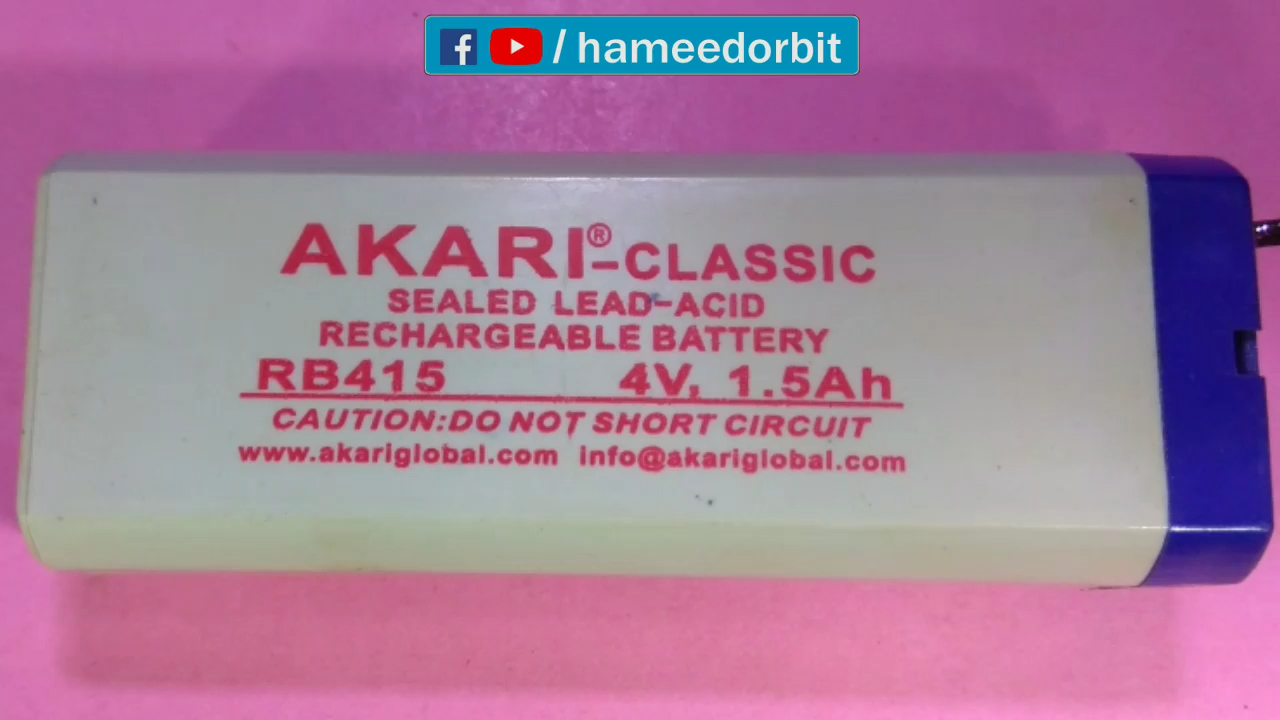 / hameedorbit
AKARI®-CLASSIC
SEALED LEAD-ACID
RECHARGEABLE BATTERY
RB415 4V, 1.5Ah
CAUTION:DO NOT SHORT CIRCUIT
www.akariglobal.com info@akariglobal.com